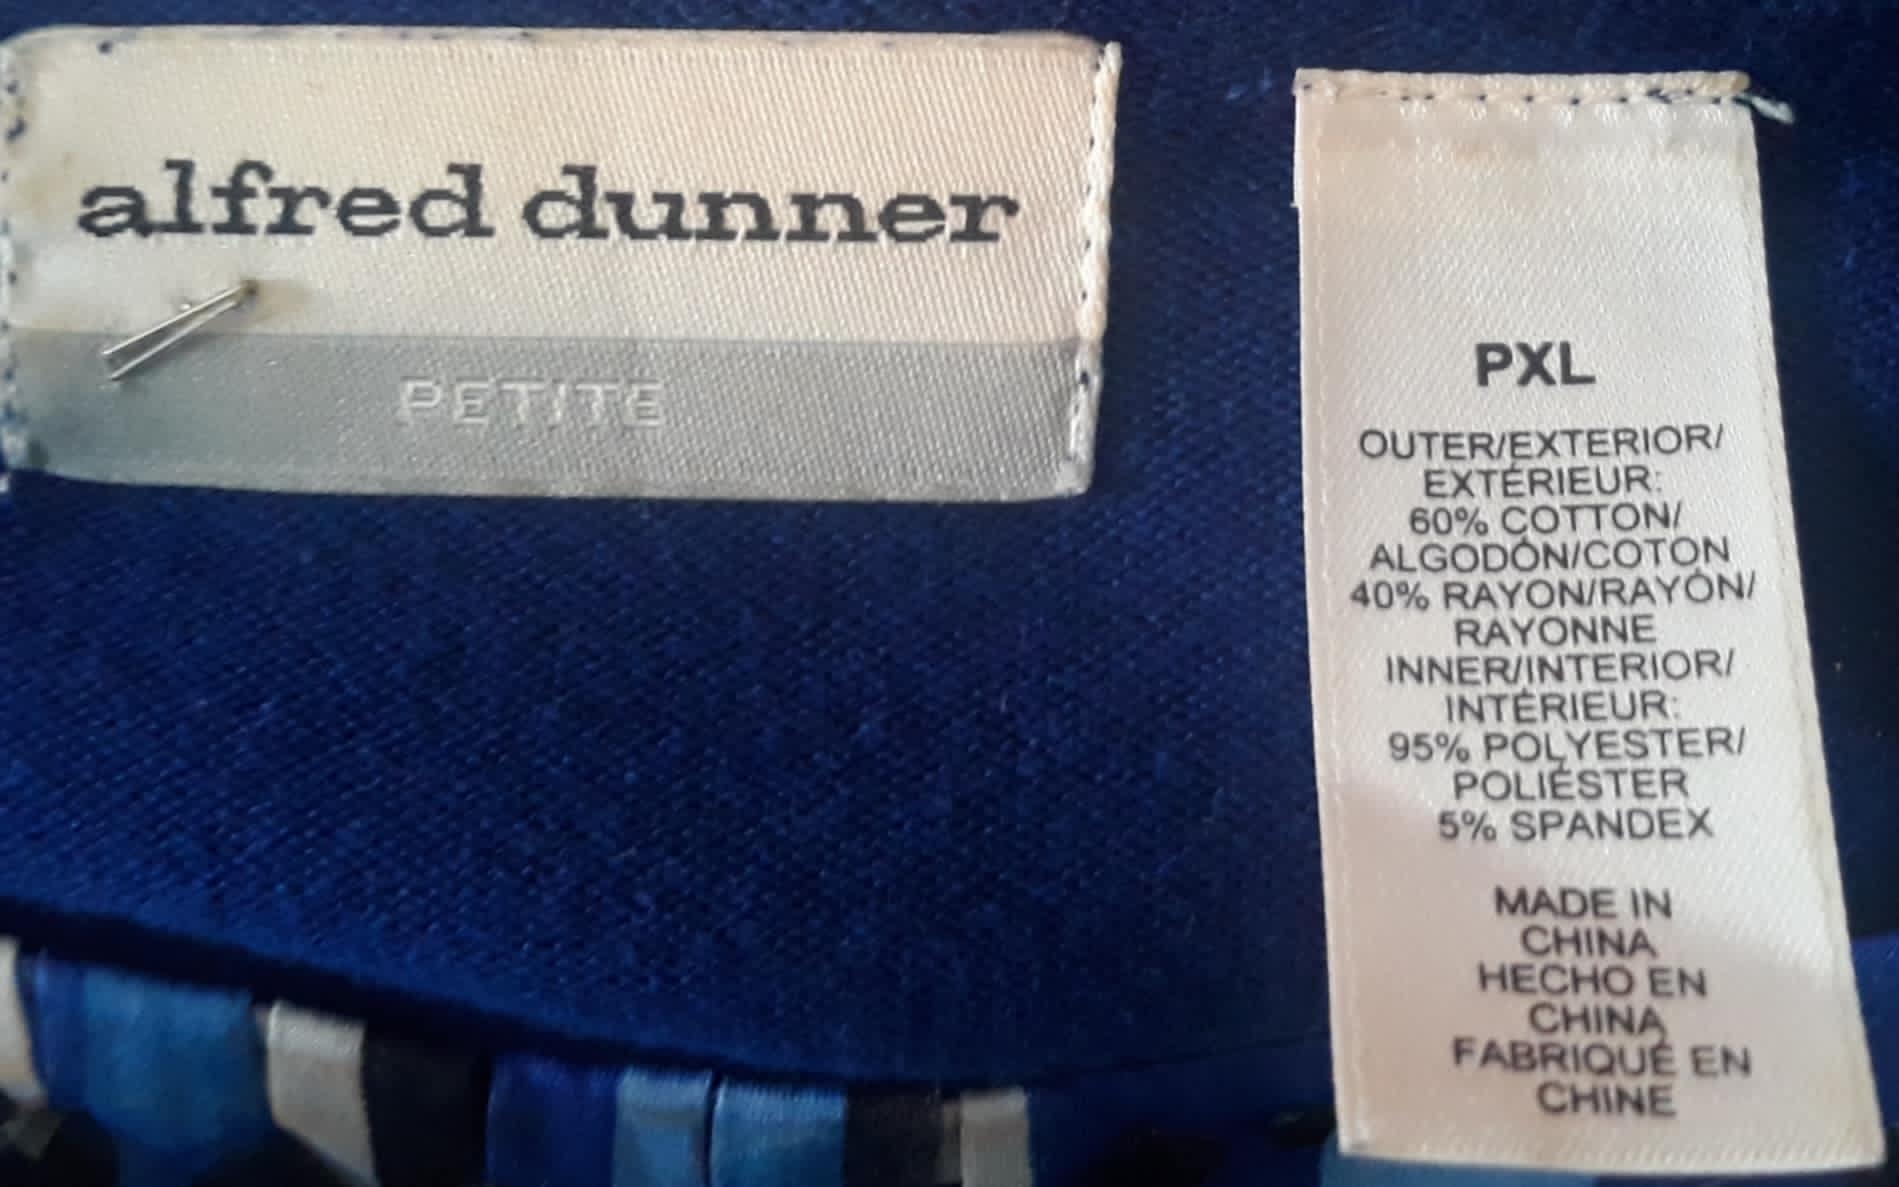 alfred dunner
PETITE
PXL
OUTER/EXTERIOR/
EXTÉRIEUR:
60% COTTON/
ALGODÓN/COTON
40% RAYON/RAYÓN/
RAYONNE
INNER/INTERIOR/
INTÉRIEUR:
95% POLYESTER/
POLIÉSTER
5% SPANDEX
MADE IN
CHINA
HECHO EN
CHINA
FABRIQUÉ EN
CHINE